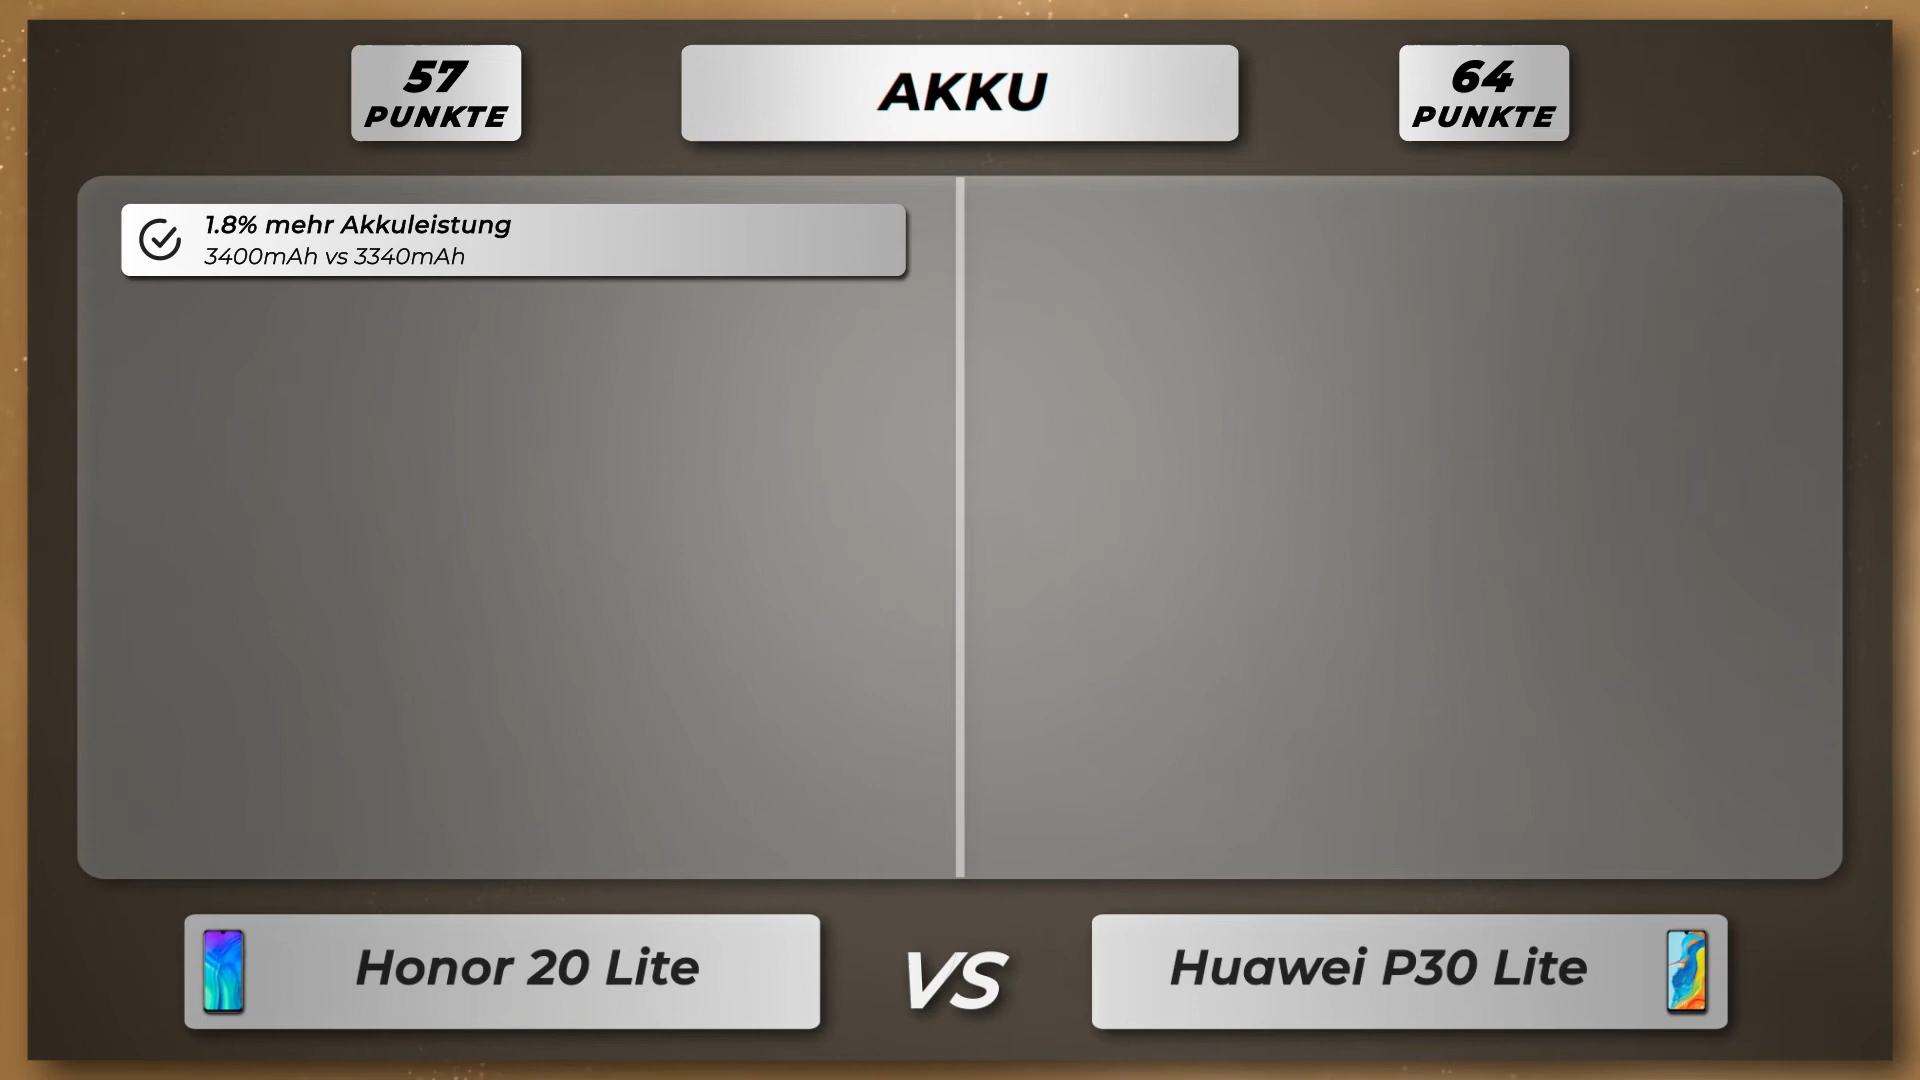 57
PUNKTE
AKKU
64
PUNKTE
1.8% mehr Akkuleistung
3400mAh vs 3340mAh
Honor 20 Lite
VS
Huawei P30 Lite